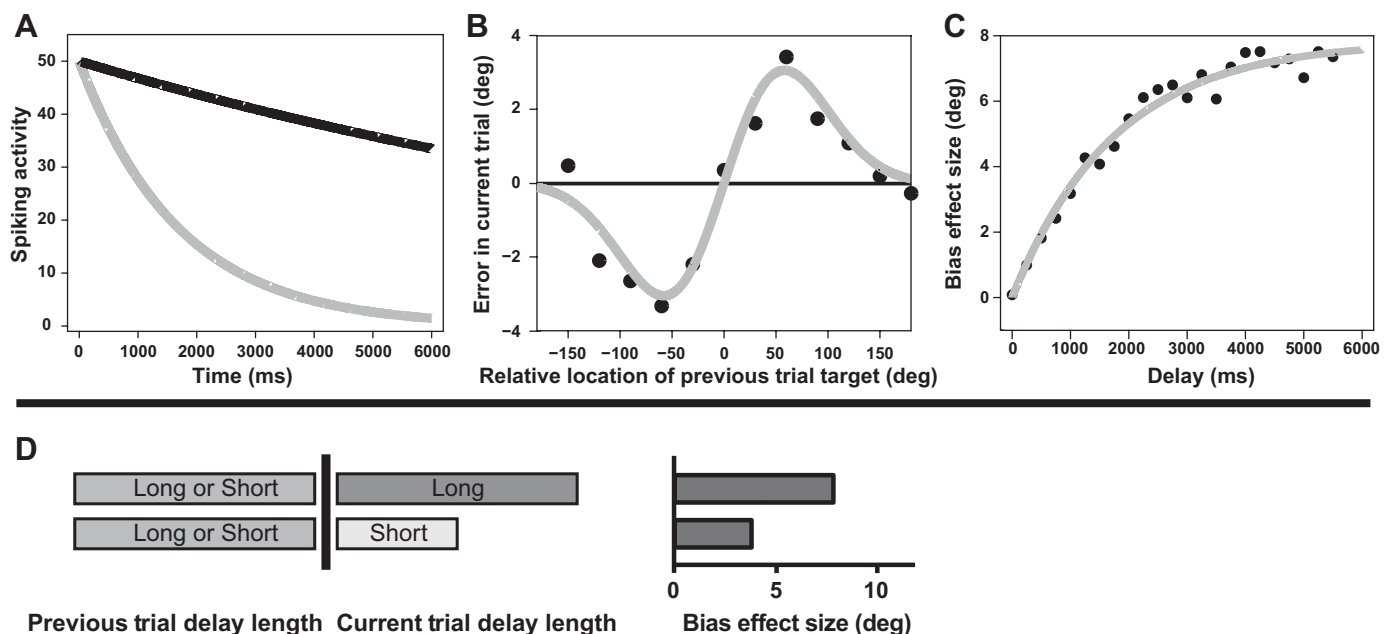 A
Spiking activity
50
40
30
20
10
0
0 1000 2000 3000 4000 5000 6000
Time (ms)
B
Error in current trial (deg)
4
2
0
−2
−4
−150 −100 −50 0 50 100 150
Relative location of previous trial target (deg)
C
Bias effect size (deg)
8
6
4
2
0
0 1000 2000 3000 4000 5000 6000
Delay (ms)
D
Long or Short Long
Long or Short Short
Previous trial delay length Current trial delay length
0 5 10
Bias effect size (deg)